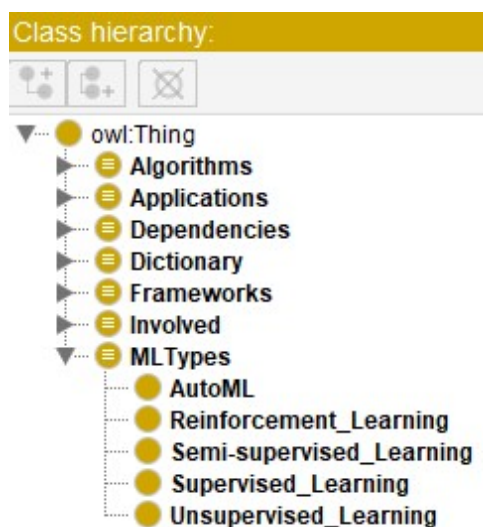 Class hierarchy:
owl:Thing
Algorithms
Applications
Dependencies
Dictionary
Frameworks
Involved
MLTypes
AutoML
Reinforcement_Learning
Semi-supervised_Learning
Supervised_Learning
Unsupervised_Learning